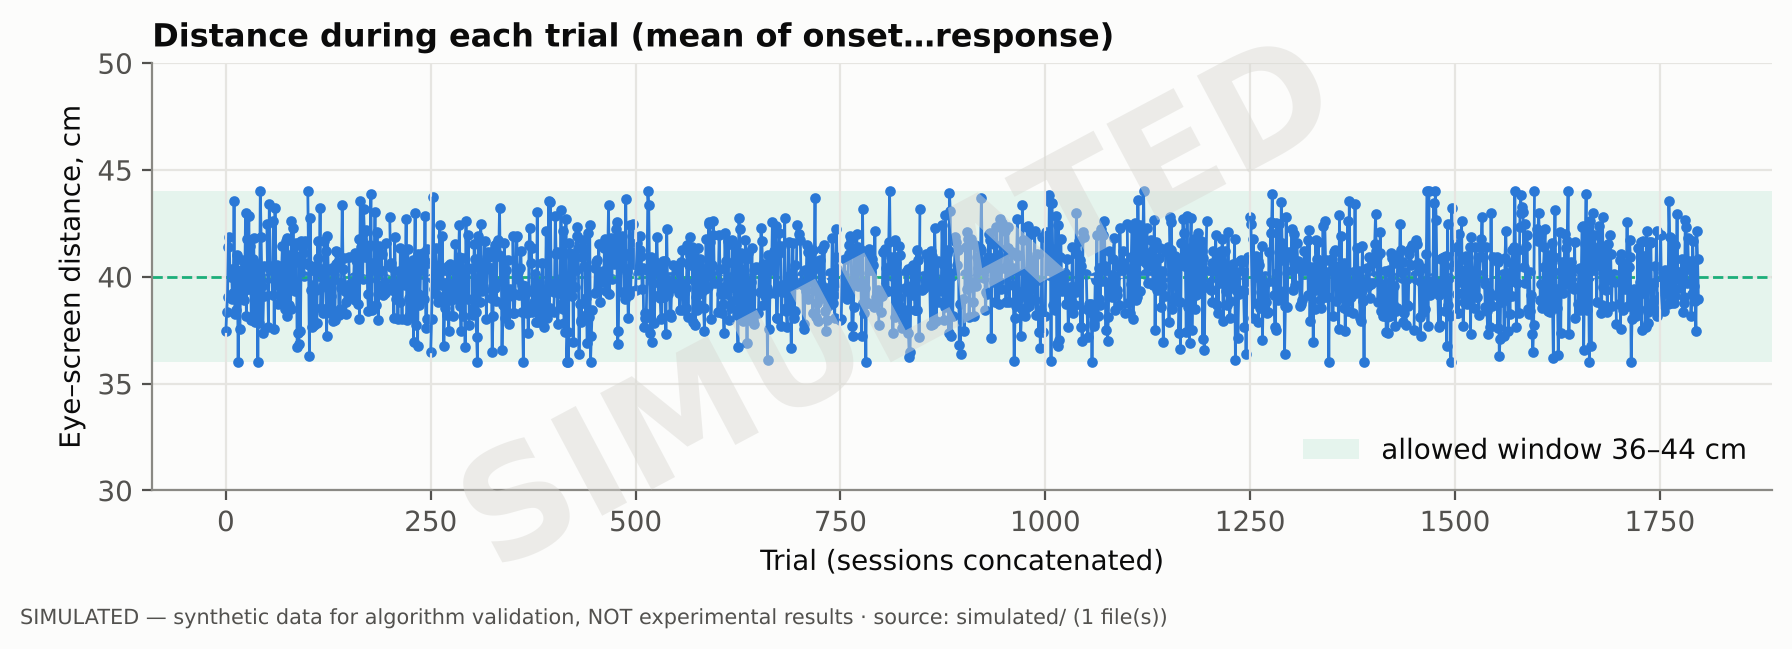 Distance during each trial (mean of onset…response)
50
45
40
35
30
Eye–screen distance, cm
SIMULATED
allowed window 36–44 cm
0 250 500 750 1000 1250 1500 1750
Trial (sessions concatenated)
SIMULATED — synthetic data for algorithm validation, NOT experimental results · source: simulated/ (1 file(s))